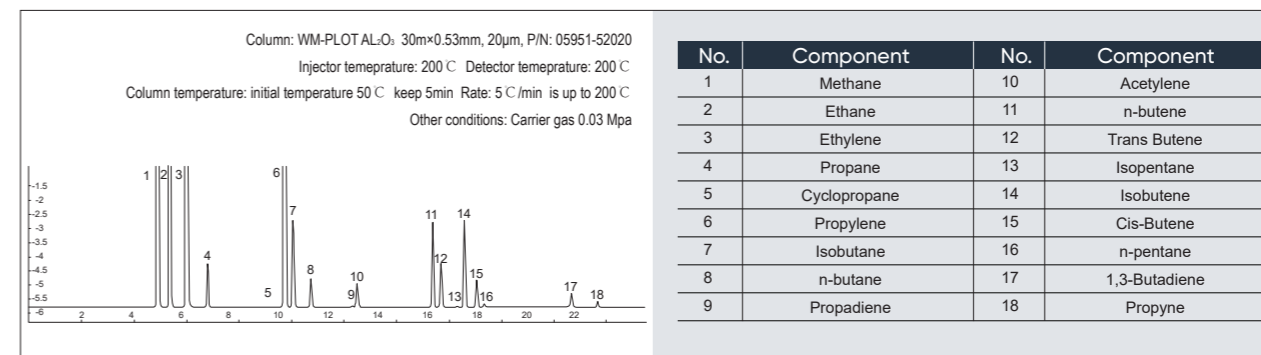 Column: WM-PLOT AL₂O₃ 30m×0.53mm, 20μm, P/N: 05951-52020
Injector temeprature: 200℃ Detector temeprature: 200℃
Column temperature: initial temperature 50℃ keep 5min Rate: 5℃/min is up to 200℃
Other conditions: Carrier gas 0.03 Mpa
1 2 3 6
-1.5
-2
-2.5
-3
-3.5
-4
-4.5
-5
-5.5
-6
4 5 7 8 9 10 11 12 13 14 15 16 17 18
2 4 6 8 10 12 14 16 18 20 22
No. Component No. Component
1 Methane 10 Acetylene
2 Ethane 11 n-butene
3 Ethylene 12 Trans Butene
4 Propane 13 Isopentane
5 Cyclopropane 14 Isobutene
6 Propylene 15 Cis-Butene
7 Isobutane 16 n-pentane
8 n-butane 17 1,3-Butadiene
9 Propadiene 18 Propyne